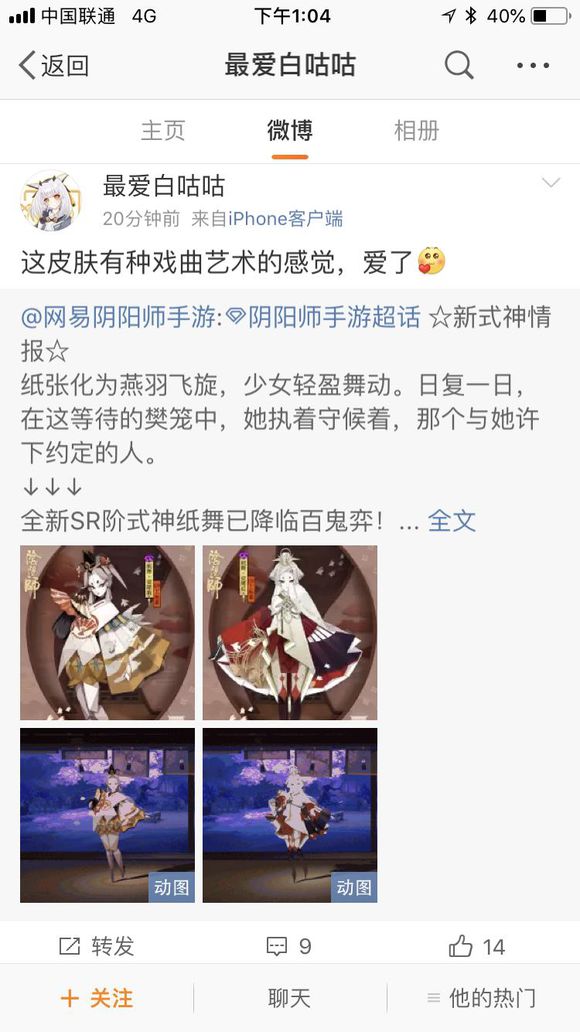 中国联通 4G 下午1:04 40%
返回 最爱白咕咕
主页 微博 相册
最爱白咕咕
20分钟前 来自iPhone客户端
这皮肤有种戏曲艺术的感觉，爱了
@网易阴阳师手游:阴阳师手游超话 ☆新式神情
报☆
纸张化为燕羽飞旋，少女轻盈舞动。日复一日，
在这等待的樊笼中，她执着守候着，那个与她许
下约定的人。
↓↓↓
全新SR阶式神纸舞已降临百鬼弈！... 全文
动图 动图
转发 9 14
+ 关注 聊天 他的热门